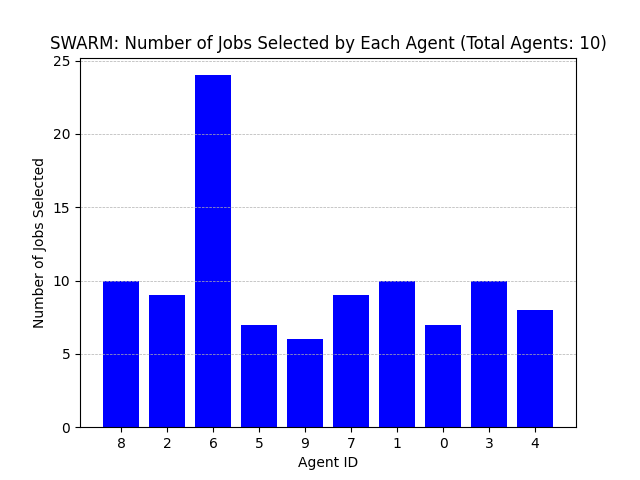 SWARM: Number of Jobs Selected by Each Agent (Total Agents: 10)
25
20
15
10
5
0
Number of Jobs Selected
8 2 6 5 9 7 1 0 3 4
Agent ID